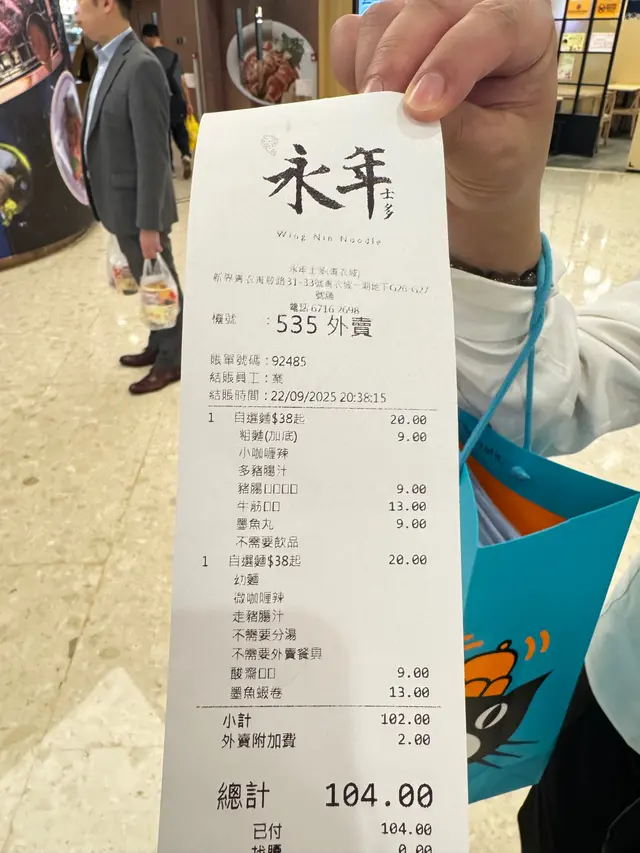 永年
士多
Wing Nin Noodle
永年士多(青衣城)
新界青衣青敬路31-33號青衣城一期地下G26-G27
號舖
電話 6716 2698
檯號 : 535 外賣
賬單號碼 : 92485
結賬員工 : 業
結賬時間 : 22/09/2025 20:38:15
1 自選麵$38起 20.00
粗麵(加底) 9.00
小咖喱辣
多豬腸汁
豬腸□□□□ 9.00
牛筋□□ 13.00
墨魚丸 9.00
不需要飲品
1 自選麵$38起 20.00
幼麵
微咖喱辣
走豬腸汁
不需要分湯
不需要外賣餐具
酸齋□□ 9.00
墨魚蝦卷 13.00
小計 102.00
外賣附加費 2.00
總計 104.00
已付 104.00
找贖 0.00